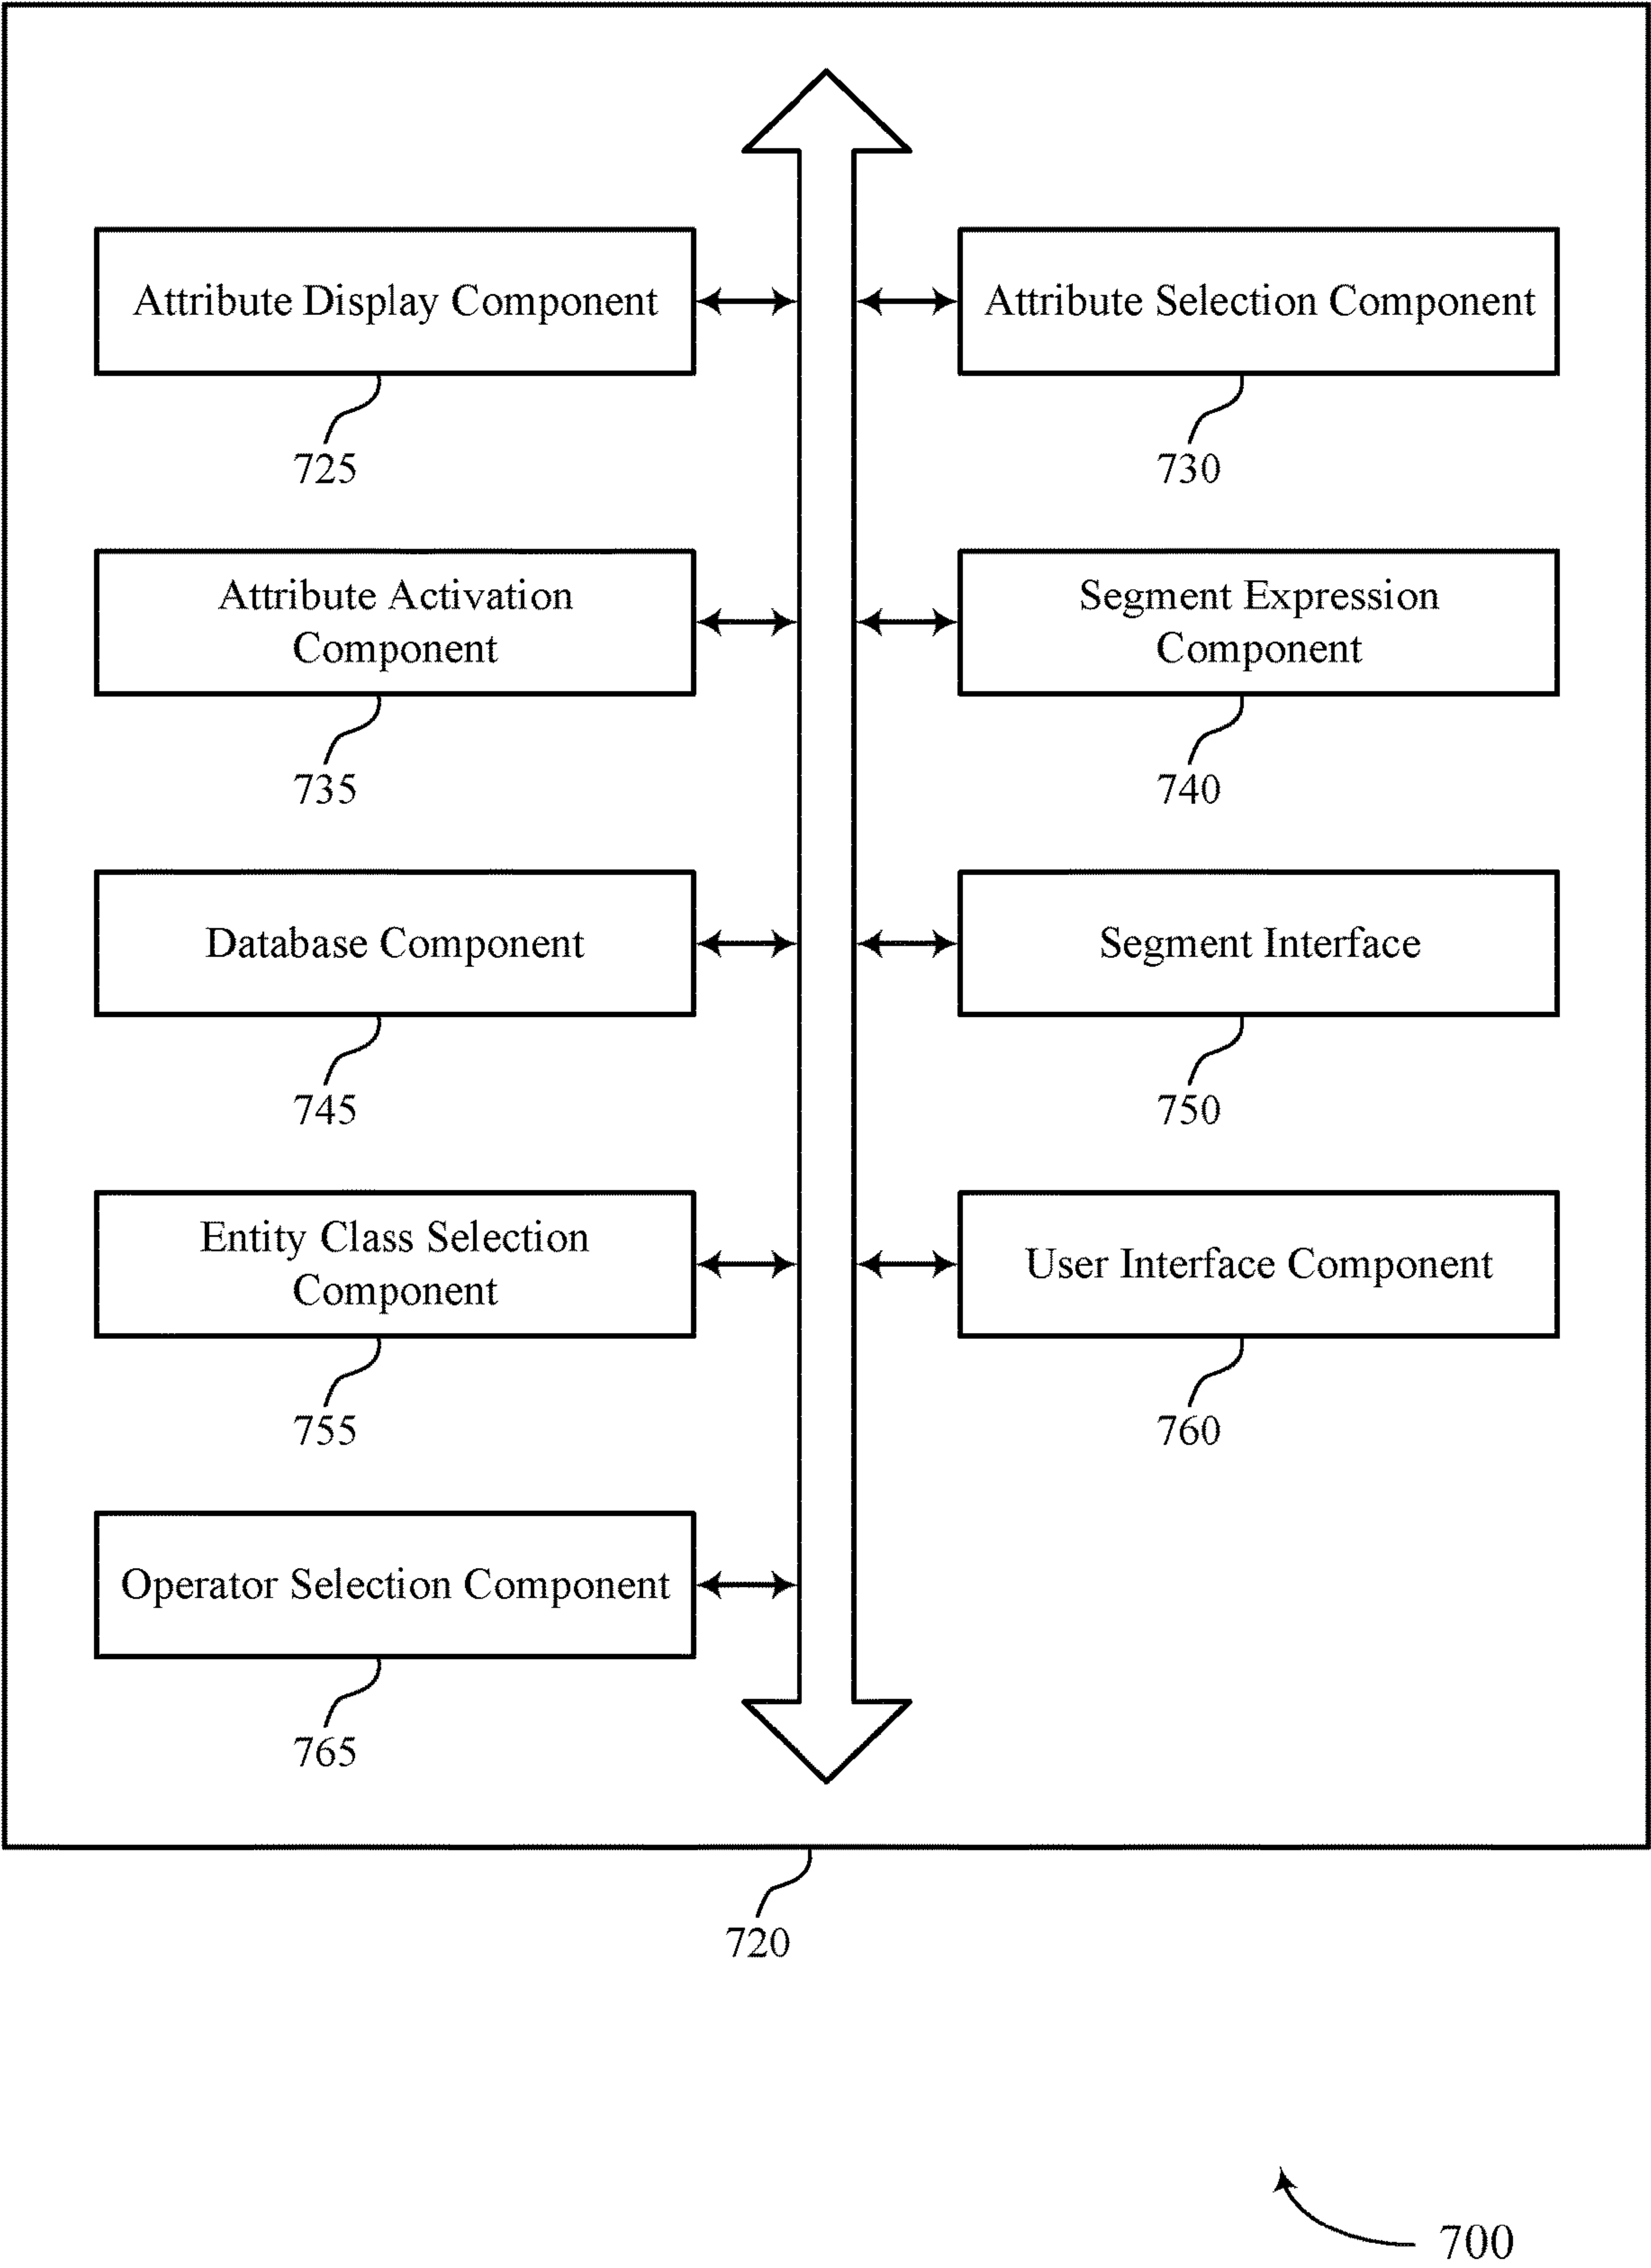 Attribute Display Component
Attribute Selection Component
725
730
Attribute Activation
Component
Segment Expression
Component
735
740
Database Component
Segment Interface
745
750
Entity Class Selection
Component
User Interface Component
755
760
Operator Selection Component
765
720
700